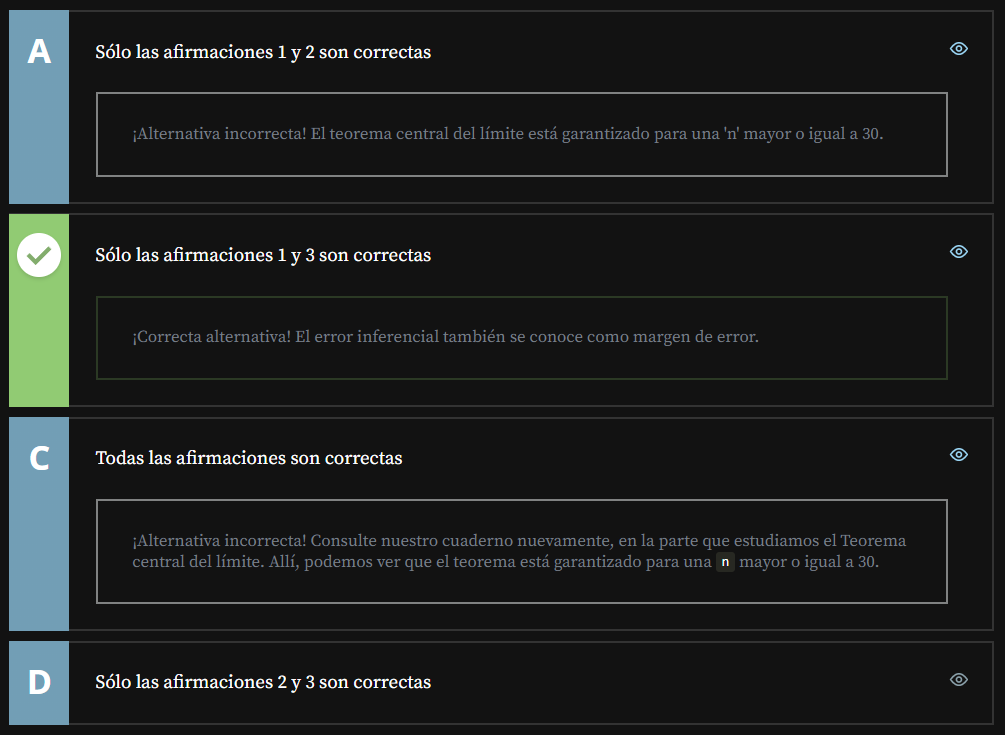 A
Sólo las afirmaciones 1 y 2 son correctas
¡Alternativa incorrecta! El teorema central del límite está garantizado para una 'n' mayor o igual a 30.
Sólo las afirmaciones 1 y 3 son correctas
¡Correcta alternativa! El error inferencial también se conoce como margen de error.
C
Todas las afirmaciones son correctas
¡Alternativa incorrecta! Consulte nuestro cuaderno nuevamente, en la parte que estudiamos el Teorema
central del límite. Allí, podemos ver que el teorema está garantizado para una n mayor o igual a 30.
D
Sólo las afirmaciones 2 y 3 son correctas